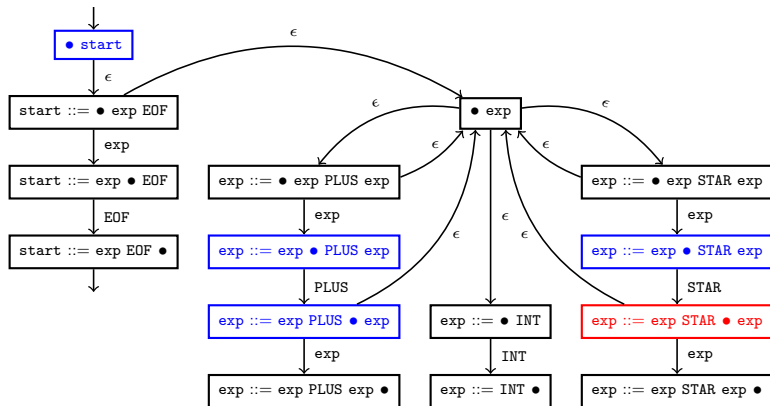 ● start
ϵ
ϵ
start ::= ● exp EOF
● exp
ϵ
ϵ
exp
ϵ
ϵ
start ::= exp ● EOF
exp ::= ● exp PLUS exp
exp ::= ● exp STAR exp
EOF
exp
ϵ
exp
start ::= exp EOF ●
exp ::= exp ● PLUS exp
ϵ
ϵ
exp ::= exp ● STAR exp
PLUS
STAR
exp ::= exp PLUS ● exp
exp ::= ● INT
exp ::= exp STAR ● exp
exp
INT
exp
exp ::= exp PLUS exp ●
exp ::= INT ●
exp ::= exp STAR exp ●